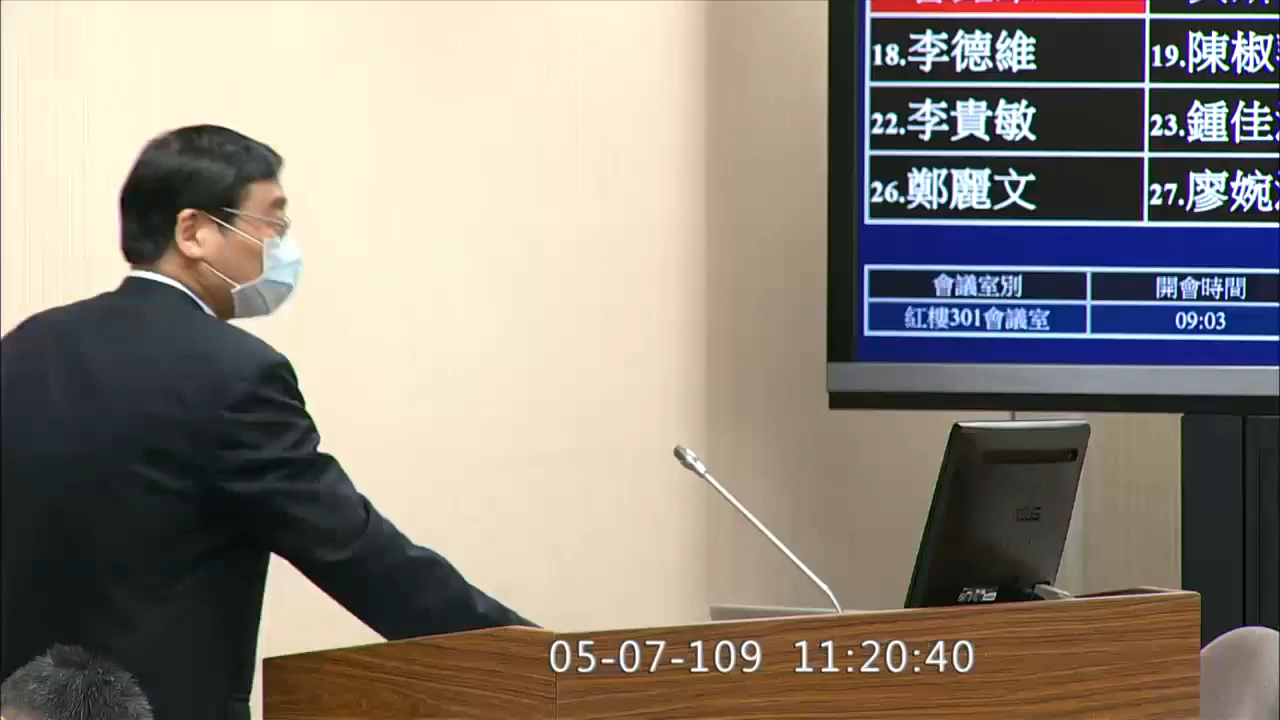 18.李德維
19.陳椒
22.李貴敏
23.鍾佳
26.鄭麗文
27.廖婉
會議室別 開會時間
紅樓301會議室 09:03
05-07-109 11:20:40